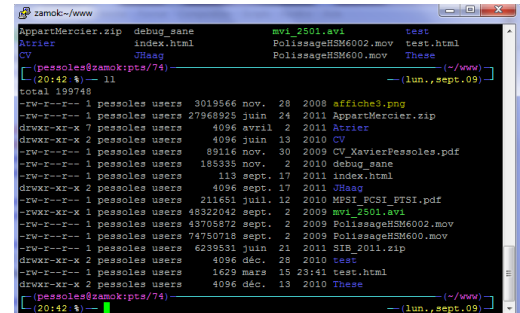 zamok:~/www
AppartMercier.zip debug_sane mvi_2501.avi test
Atrier index.html PolissageHSM6002.mov test.html
CV JHaag PolissageHSM600.mov These
(pessoles@zamok:pts/74) (~/www)
(20:42 %)— ll (lun.,sept.09)
total 199748
-rw-r--r-- 1 pessoles users 3019566 nov. 28 2008 affiche3.png
-rw-r--r-- 1 pessoles users 27968925 juin 24 2011 AppartMercier.zip
drwxr-xr-x 7 pessoles users 4096 avril 2 2011 Atrier
drwxr-xr-x 2 pessoles users 4096 juin 13 2010 CV
-rw-r--r-- 1 pessoles users 89116 nov. 30 2009 CV_XavierPessoles.pdf
-rw-r--r-- 1 pessoles users 185335 nov. 2 2010 debug_sane
-rw-r--r-- 1 pessoles users 113 sept. 17 2011 index.html
drwxr-xr-x 2 pessoles users 4096 sept. 17 2011 JHaag
-rw-r--r-- 1 pessoles users 211651 juil. 12 2010 MPSI_PCSI_PTSI.pdf
-rw-r--r-- 1 pessoles users 48322042 sept. 2 2009 mvi_2501.avi
-rw-r--r-- 1 pessoles users 43705872 sept. 2 2009 PolissageHSM6002.mov
-rw-r--r-- 1 pessoles users 74750718 sept. 2 2009 PolissageHSM600.mov
-rw-r--r-- 1 pessoles users 6239531 juin 21 2011 SIB_2011.zip
drwxr-xr-x 2 pessoles users 4096 déc. 28 2010 test
-rw-r--r-- 1 pessoles users 1629 mars 15 23:41 test.html
drwxr-xr-x 2 pessoles users 4096 déc. 13 2010 These
(pessoles@zamok:pts/74) (~/www)
(20:42 %)— (lun.,sept.09)